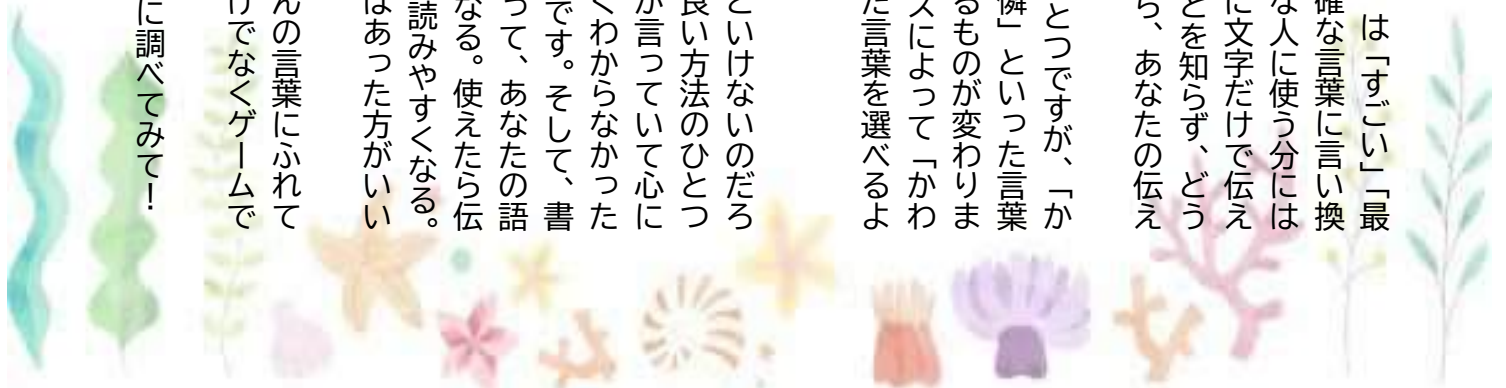 は「すごい」「最
確な言葉に言い換
な人に使う分には
に文字だけで伝え
とを知らず、どう
ら、あなたの伝え
とつですが、「か
憐」といった言葉
るものが変わりま
スによって「かわ
た言葉を選べるよ
といけないのだろ
良い方法のひとつ
が言っていて心に
くわからなかった
です。そして、書
って、あなたの語
なる。使えたら伝
読みやすくなる。
はあった方がいい
んの言葉にふれて
けでなくゲームで
に調べてみて！